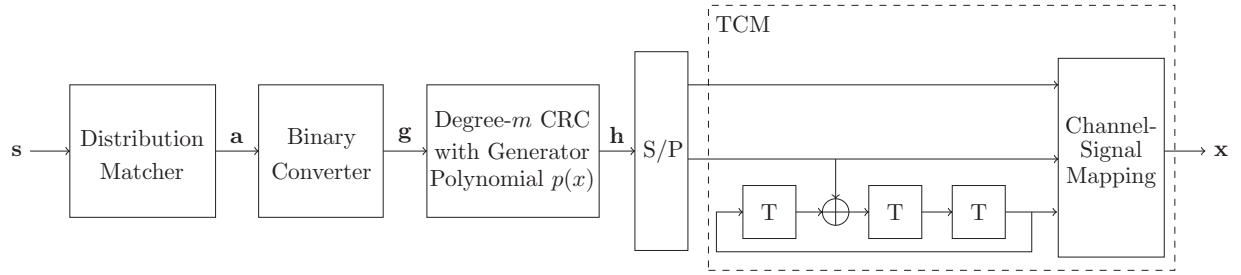 TCM
s
Distribution
Matcher
a
Binary
Converter
g
Degree-m CRC
with Generator
Polynomial p(x)
h
S/P
T
T
T
Channel-
Signal
Mapping
x